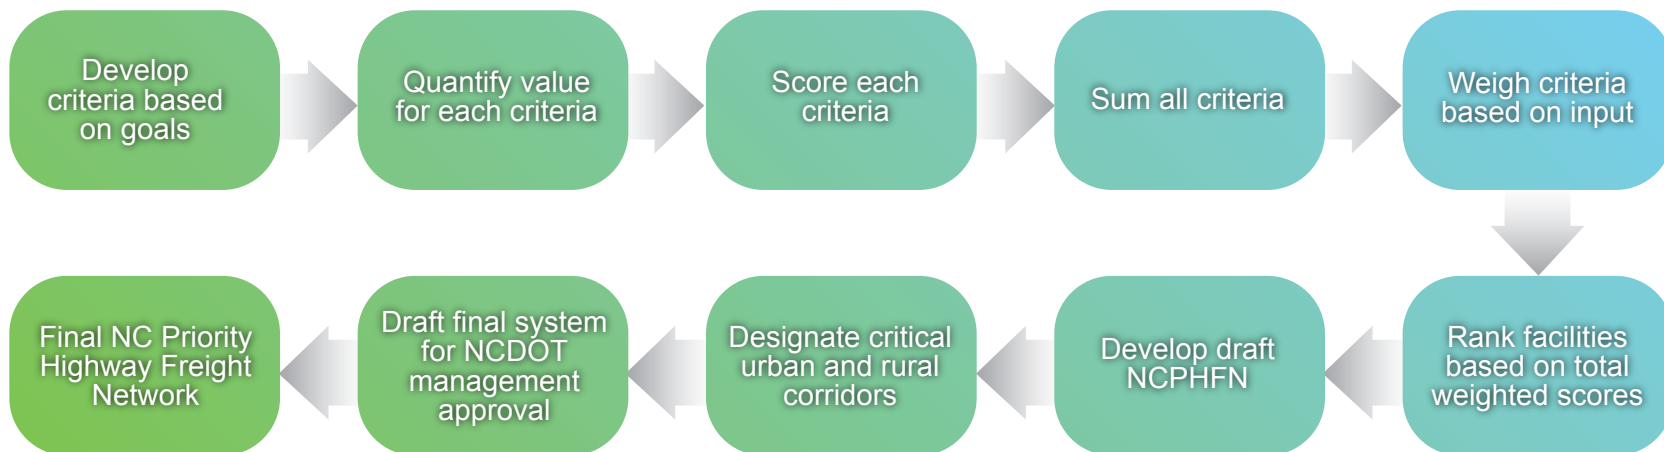 Develop
criteria based
on goals
Quantify value
for each criteria
Score each
criteria
Sum all criteria
Weigh criteria
based on input
Rank facilities
based on total
weighted scores
Develop draft
NCPHFN
Designate critical
urban and rural
corridors
Draft final system
for NCDOT
management
approval
Final NC Priority
Highway Freight
Network